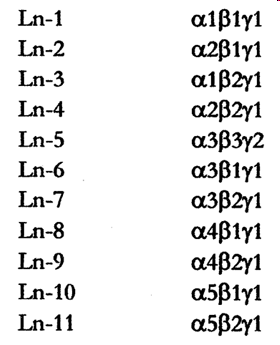 Ln-1 α1β1γ1
Ln-2 α2β1γ1
Ln-3 α1β2γ1
Ln-4 α2β2γ1
Ln-5 α3β3γ2
Ln-6 α3β1γ1
Ln-7 α3β2γ1
Ln-8 α4β1γ1
Ln-9 α4β2γ1
Ln-10 α5β1γ1
Ln-11 α5β2γ1